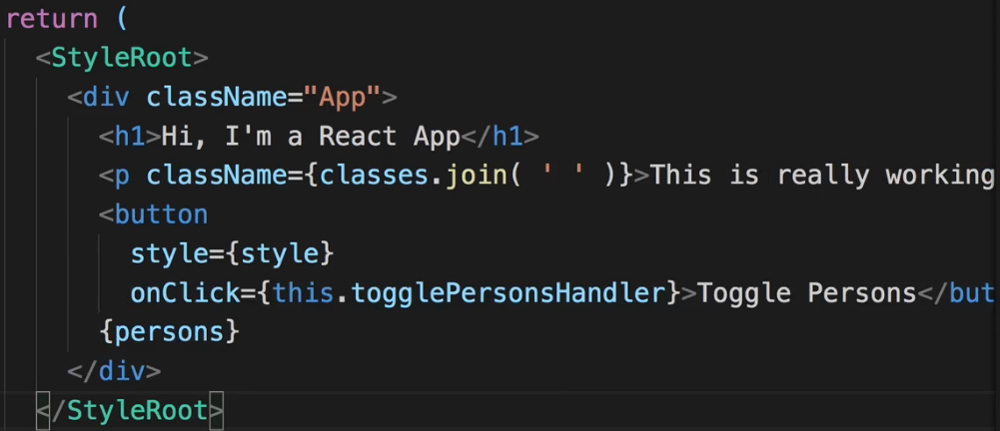 return (
<StyleRoot>
<div className="App">
<h1>Hi, I'm a React App</h1>
<p className={classes.join( ' ' )}>This is really working
<button
style={style}
onClick={this.togglePersonsHandler}>Toggle Persons</but
{persons}
</div>
</StyleRoot>